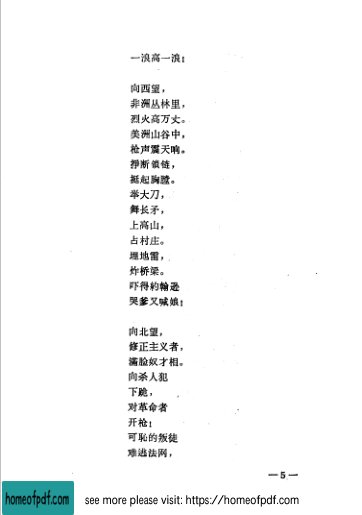 一浪高一浪！
向西望，
非洲丛林里，
烈火高万丈。
美洲山谷中，
枪声震天响。
挣断锁链，
挺起胸膛。
举大刀，
舞长矛，
上高山，
占村庄。
埋地雷，
炸桥梁。
吓得约翰逊
哭爹又喊娘！
向北望，
修正主义者，
满脸奴才相。
向杀人犯
下跪，
对革命者
开枪！
可耻的叛徒
难逃法网，
—5—
homeofpdf.com
see more please visit: https://homeofpdf.com